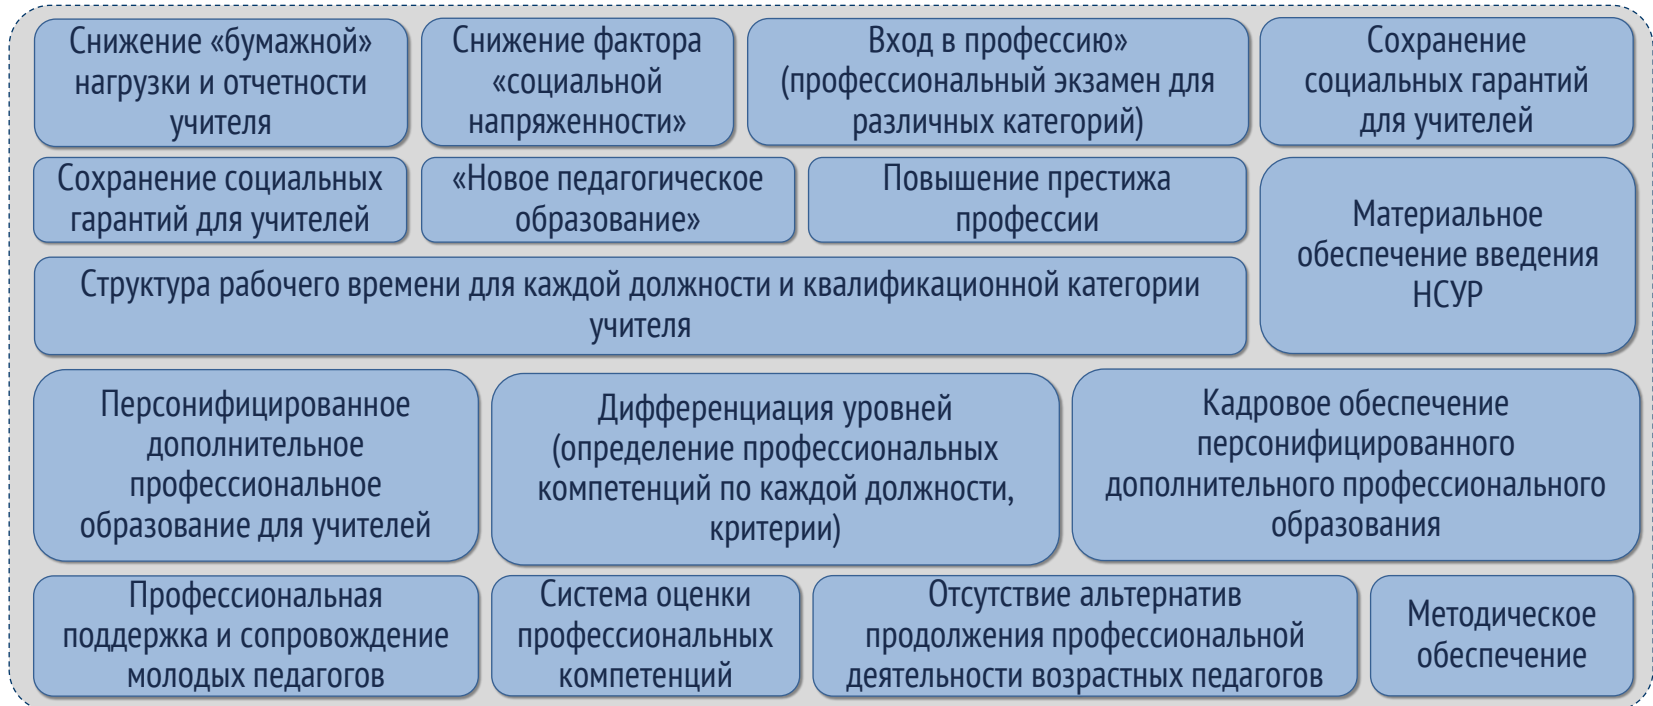 Снижение «бумажной»
нагрузки и отчетности
учителя
Снижение фактора
«социальной
напряженности»
Вход в профессию»
(профессиональный экзамен для
различных категорий)
Сохранение
социальных гарантий
для учителей
Сохранение социальных
гарантий для учителей
«Новое педагогическое
образование»
Повышение престижа
профессии
Материальное
обеспечение введения
НСУР
Структура рабочего времени для каждой должности и квалификационной категории
учителя
Персонифицированное
дополнительное
профессиональное
образование для учителей
Дифференциация уровней
(определение профессиональных
компетенций по каждой должности,
критерии)
Кадровое обеспечение
персонифицированного
дополнительного профессионального
образования
Профессиональная
поддержка и сопровождение
молодых педагогов
Система оценки
профессиональных
компетенций
Отсутствие альтернатив
продолжения профессиональной
деятельности возрастных педагогов
Методическое
обеспечение